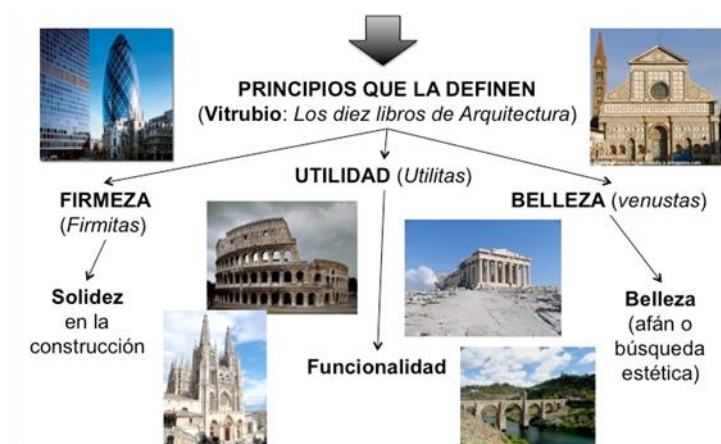 PRINCIPIOS QUE LA DEFINEN
(Vitrubio: Los diez libros de Arquitectura)
FIRMEZA
(Firmitas)
UTILIDAD (Utilitas)
BELLEZA (venustas)
Solidez
en la
construcción
Funcionalidad
Belleza
(afán o
búsqueda
estética)